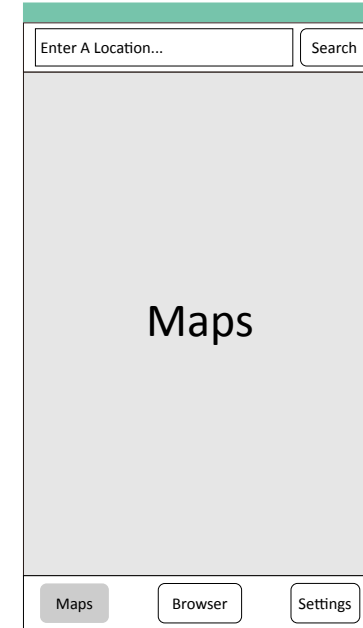 Enter A Location...
Search
Maps
Maps
Browser
Settings